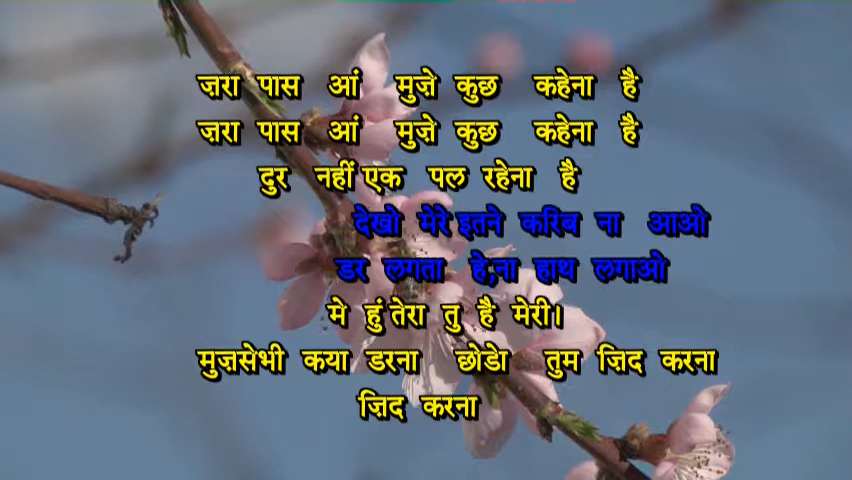 ज़रा पास आं मुज़े कुछ कहेना है
ज़रा पास आं मुज़े कुछ कहेना है
दुर नहीं एक पल रहेना है
देखो मेरे इतने करिब ना आओ
डर लगता हे,ना हाथ लगाओ
मे हुं तेरा तु है मेरी।
मुज़सेभी कया डरना छोडो तुम ज़िद करना
ज़िद करना